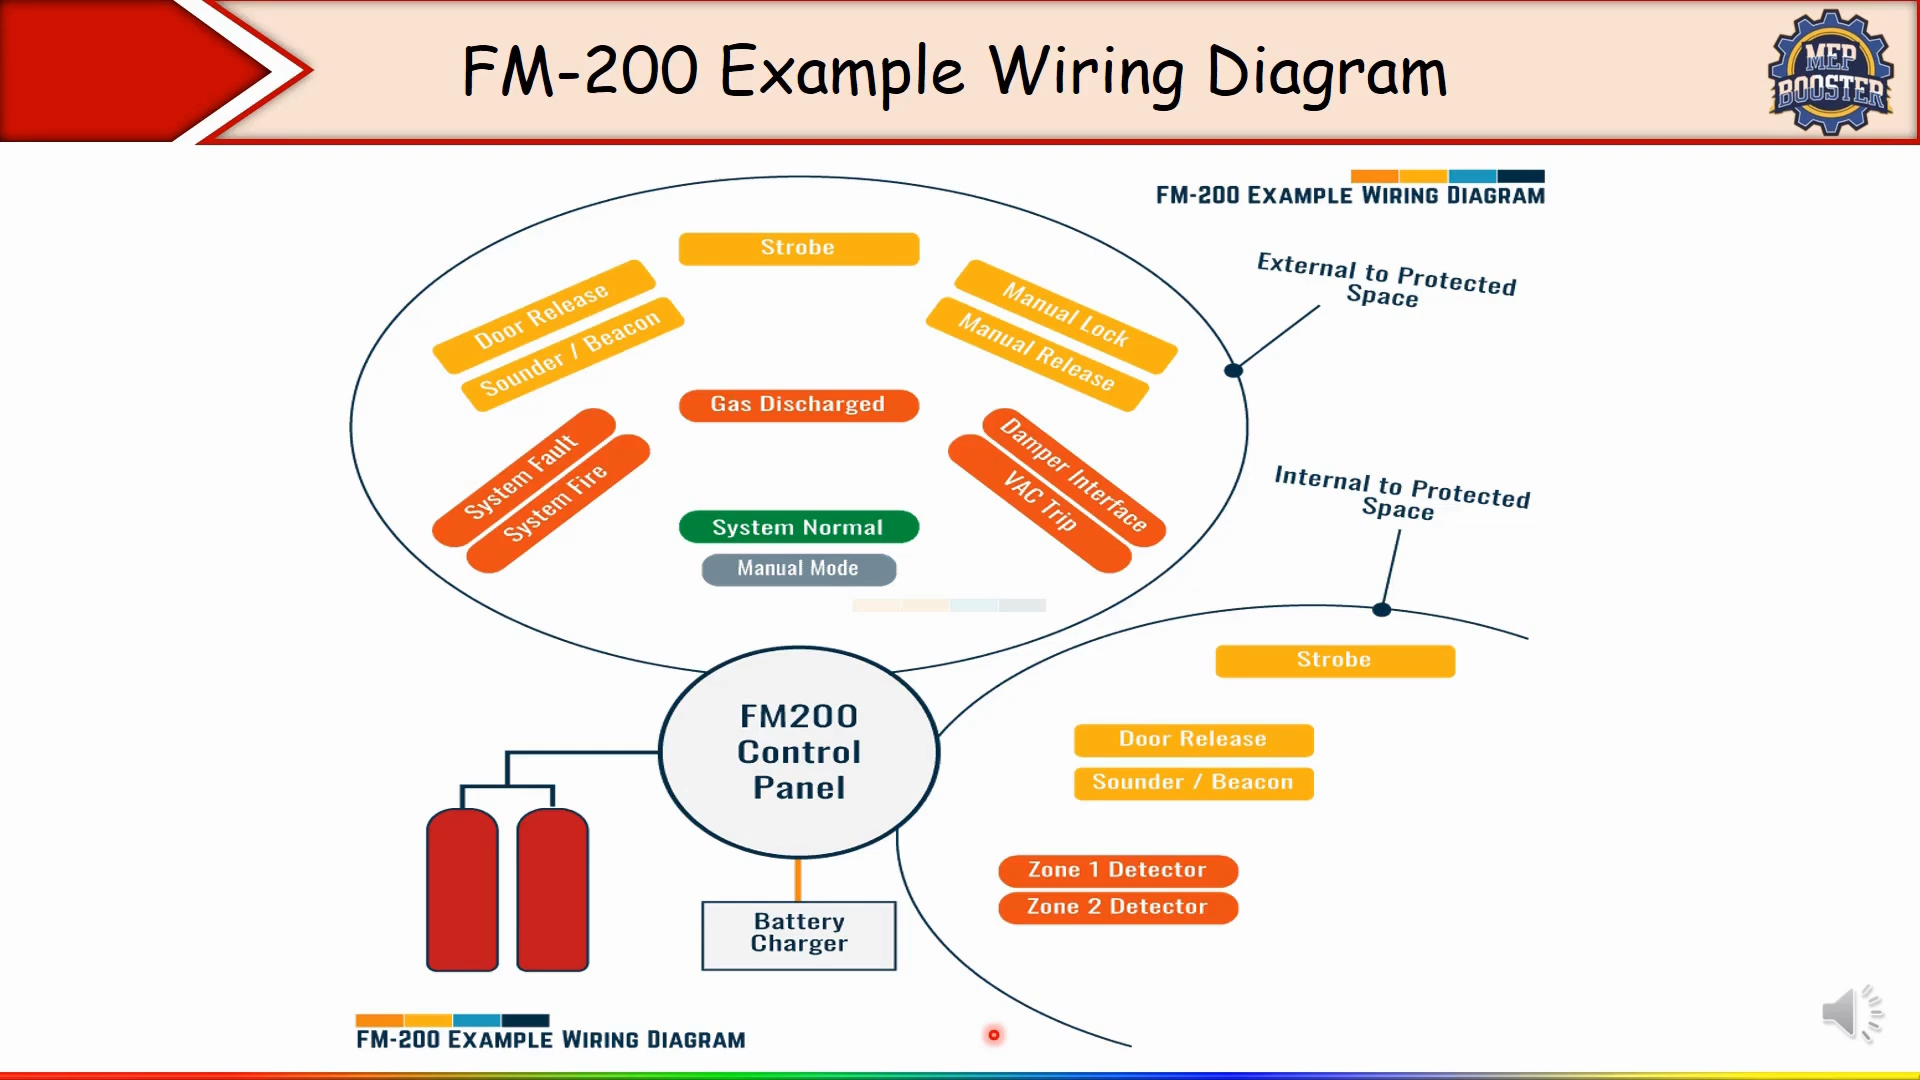 FM-200 Example Wiring Diagram
MEP
BOOSTER
FM-200 Example Wiring Diagram
External to Protected
Space
Strobe
Door Release
Sounder / Beacon
Manual Lock
Manual Release
Gas Discharged
System Fault
System Fire
Damper Interface
VAC Trip
System Normal
Manual Mode
Internal to Protected
Space
Strobe
Door Release
Sounder / Beacon
Zone 1 Detector
Zone 2 Detector
FM200
Control
Panel
Battery
Charger
FM-200 Example Wiring Diagram